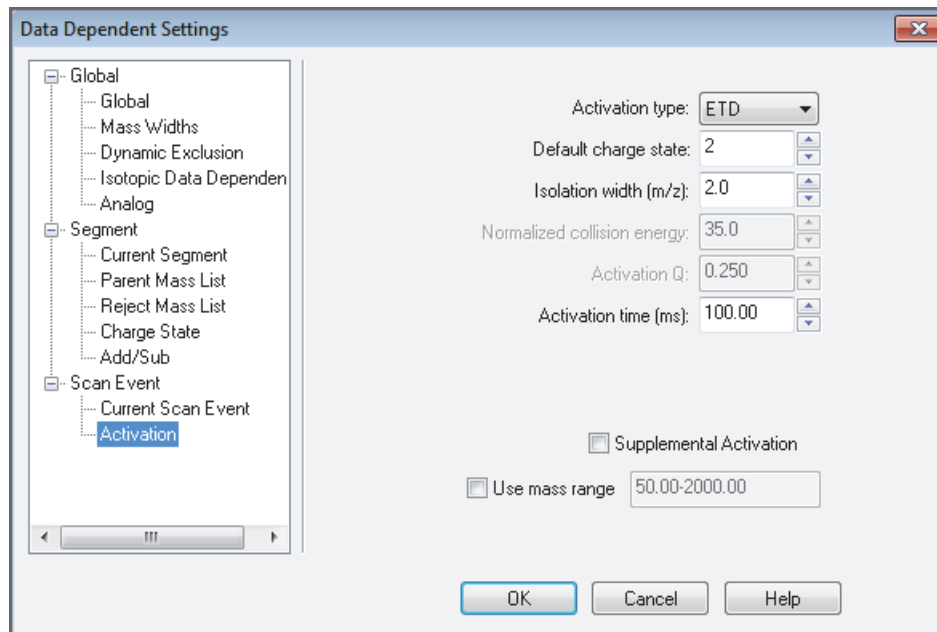 Data Dependent Settings
Global
Global
Mass Widths
Dynamic Exclusion
Isotopic Data Dependen
Analog
Segment
Current Segment
Parent Mass List
Reject Mass List
Charge State
Add/Sub
Scan Event
Current Scan Event
Activation
Activation type: ETD
Default charge state: 2
Isolation width (m/z): 2.0
Normalized collision energy: 35.0
Activation Q: 0.250
Activation time (ms): 100.00
Supplemental Activation
Use mass range 50.00-2000.00
OK Cancel Help